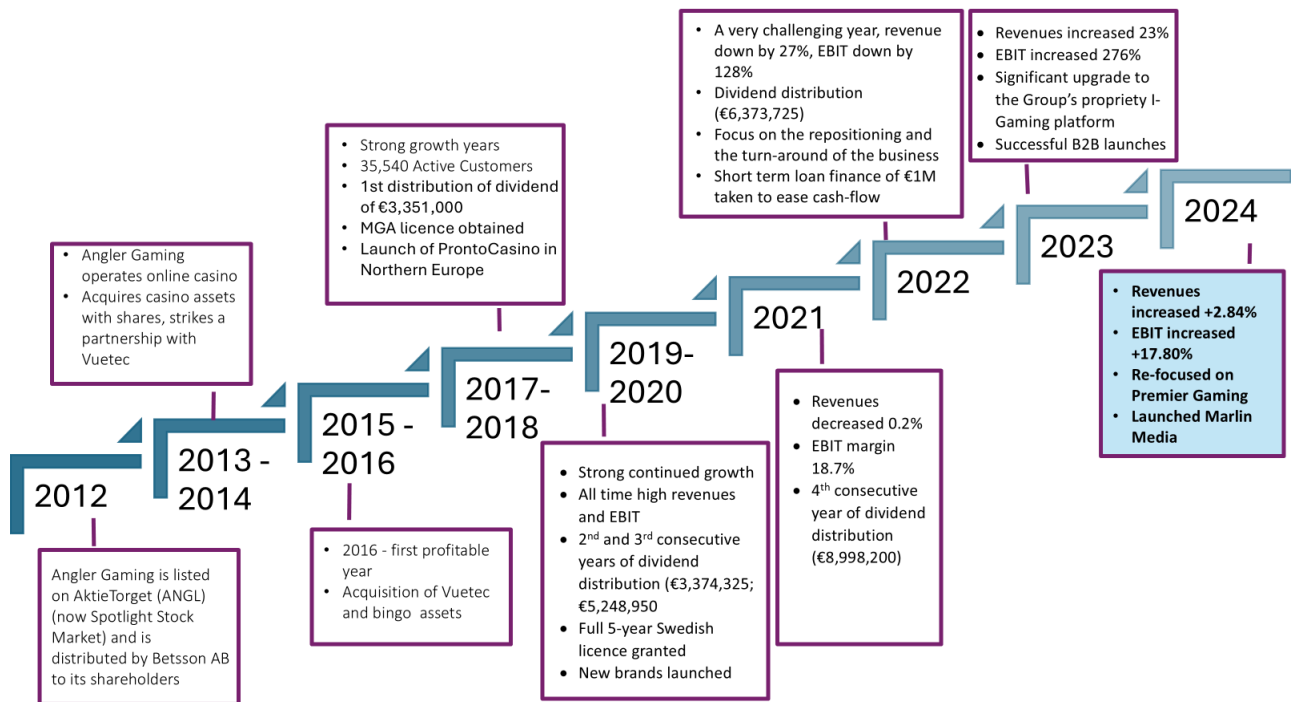 2012
Angler Gaming is listed
on AktieTorget (ANGL)
(now Spotlight Stock
Market) and is
distributed by Betsson AB
to its shareholders
2013 -
2014
• Angler Gaming
operates online casino
• Acquires casino assets
with shares, strikes a
partnership with
Vuetec
2015 -
2016
• 2016 - first profitable
year
• Acquisition of Vuetec
and bingo assets
2017-
2018
• Strong growth years
• 35,540 Active Customers
• 1st distribution of dividend
of €3,351,000
• MGA licence obtained
• Launch of ProntoCasino in
Northern Europe
2019-
2020
• Strong continued growth
• All time high revenues
and EBIT
• 2nd and 3rd consecutive
years of dividend
distribution (€3,374,325;
€5,248,950
• Full 5-year Swedish
licence granted
• New brands launched
2021
• Revenues
decreased 0.2%
• EBIT margin
18.7%
• 4th consecutive
year of dividend
distribution
(€8,998,200)
2022
• A very challenging year, revenue
down by 27%, EBIT down by
128%
• Dividend distribution
(€6,373,725)
• Focus on the repositioning and
the turn-around of the business
• Short term loan finance of €1M
taken to ease cash-flow
2023
• Revenues increased 23%
• EBIT increased 276%
• Significant upgrade to
the Group's propriety I-
Gaming platform
• Successful B2B launches
2024
• Revenues
increased +2.84%
• EBIT increased
+17.80%
• Re-focused on
Premier Gaming
• Launched Marlin
Media